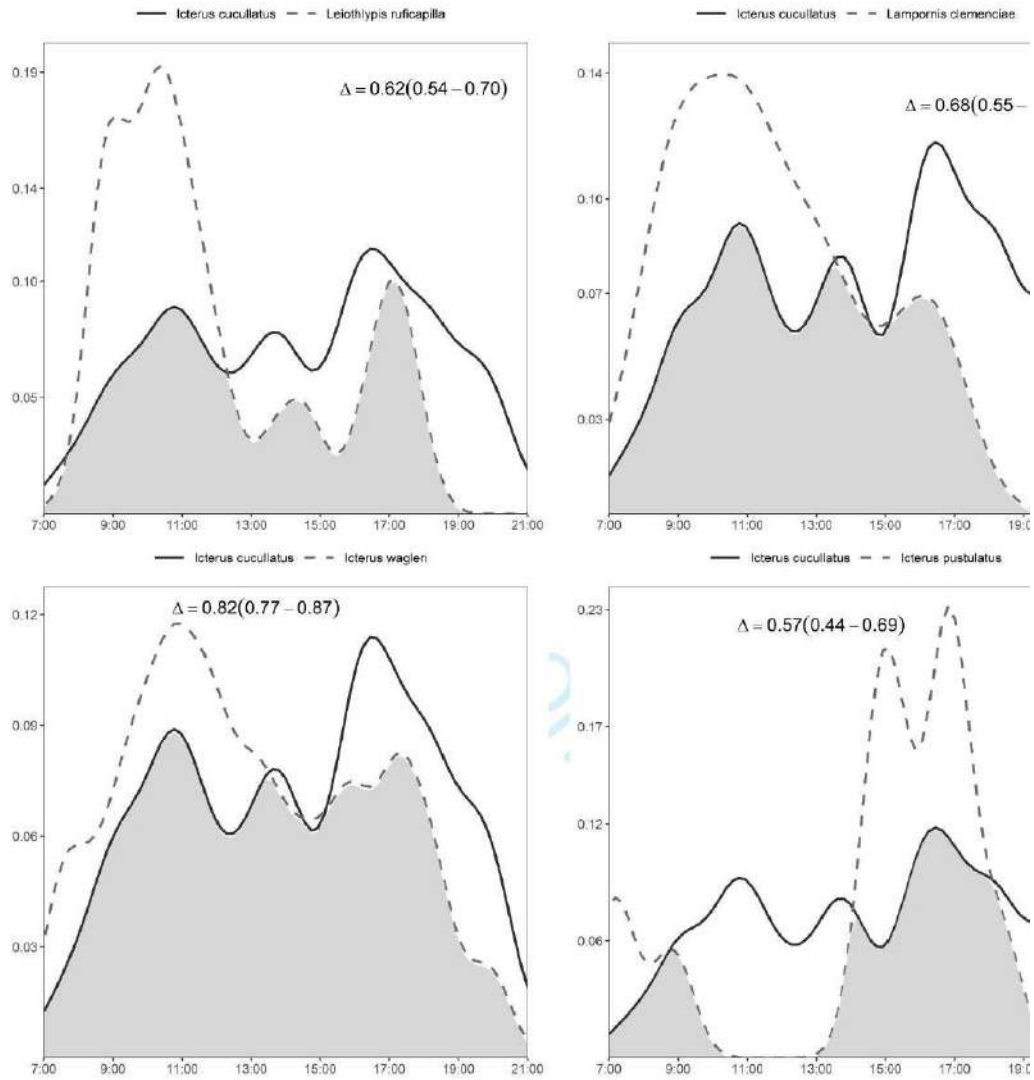 Icterus cucullatus Leiothlypis ruficapilla
Δ = 0.62(0.54 – 0.70)
0.19
0.14
0.10
0.05
7:00 9:00 11:00 13:00 15:00 17:00 19:00 21:00
Icterus cucullatus Lampornis clemenciae
Δ = 0.68(0.55 –
0.14
0.10
0.07
0.03
7:00 9:00 11:00 13:00 15:00 17:00 19:0
Icterus cucullatus Icterus wagleri
Δ = 0.82(0.77 – 0.87)
0.12
0.09
0.06
0.03
7:00 9:00 11:00 13:00 15:00 17:00 19:00 21:00
Icterus cucullatus Icterus pustulatus
Δ = 0.57(0.44 – 0.69)
0.23
0.17
0.12
0.06
7:00 9:00 11:00 13:00 15:00 17:00 19:0